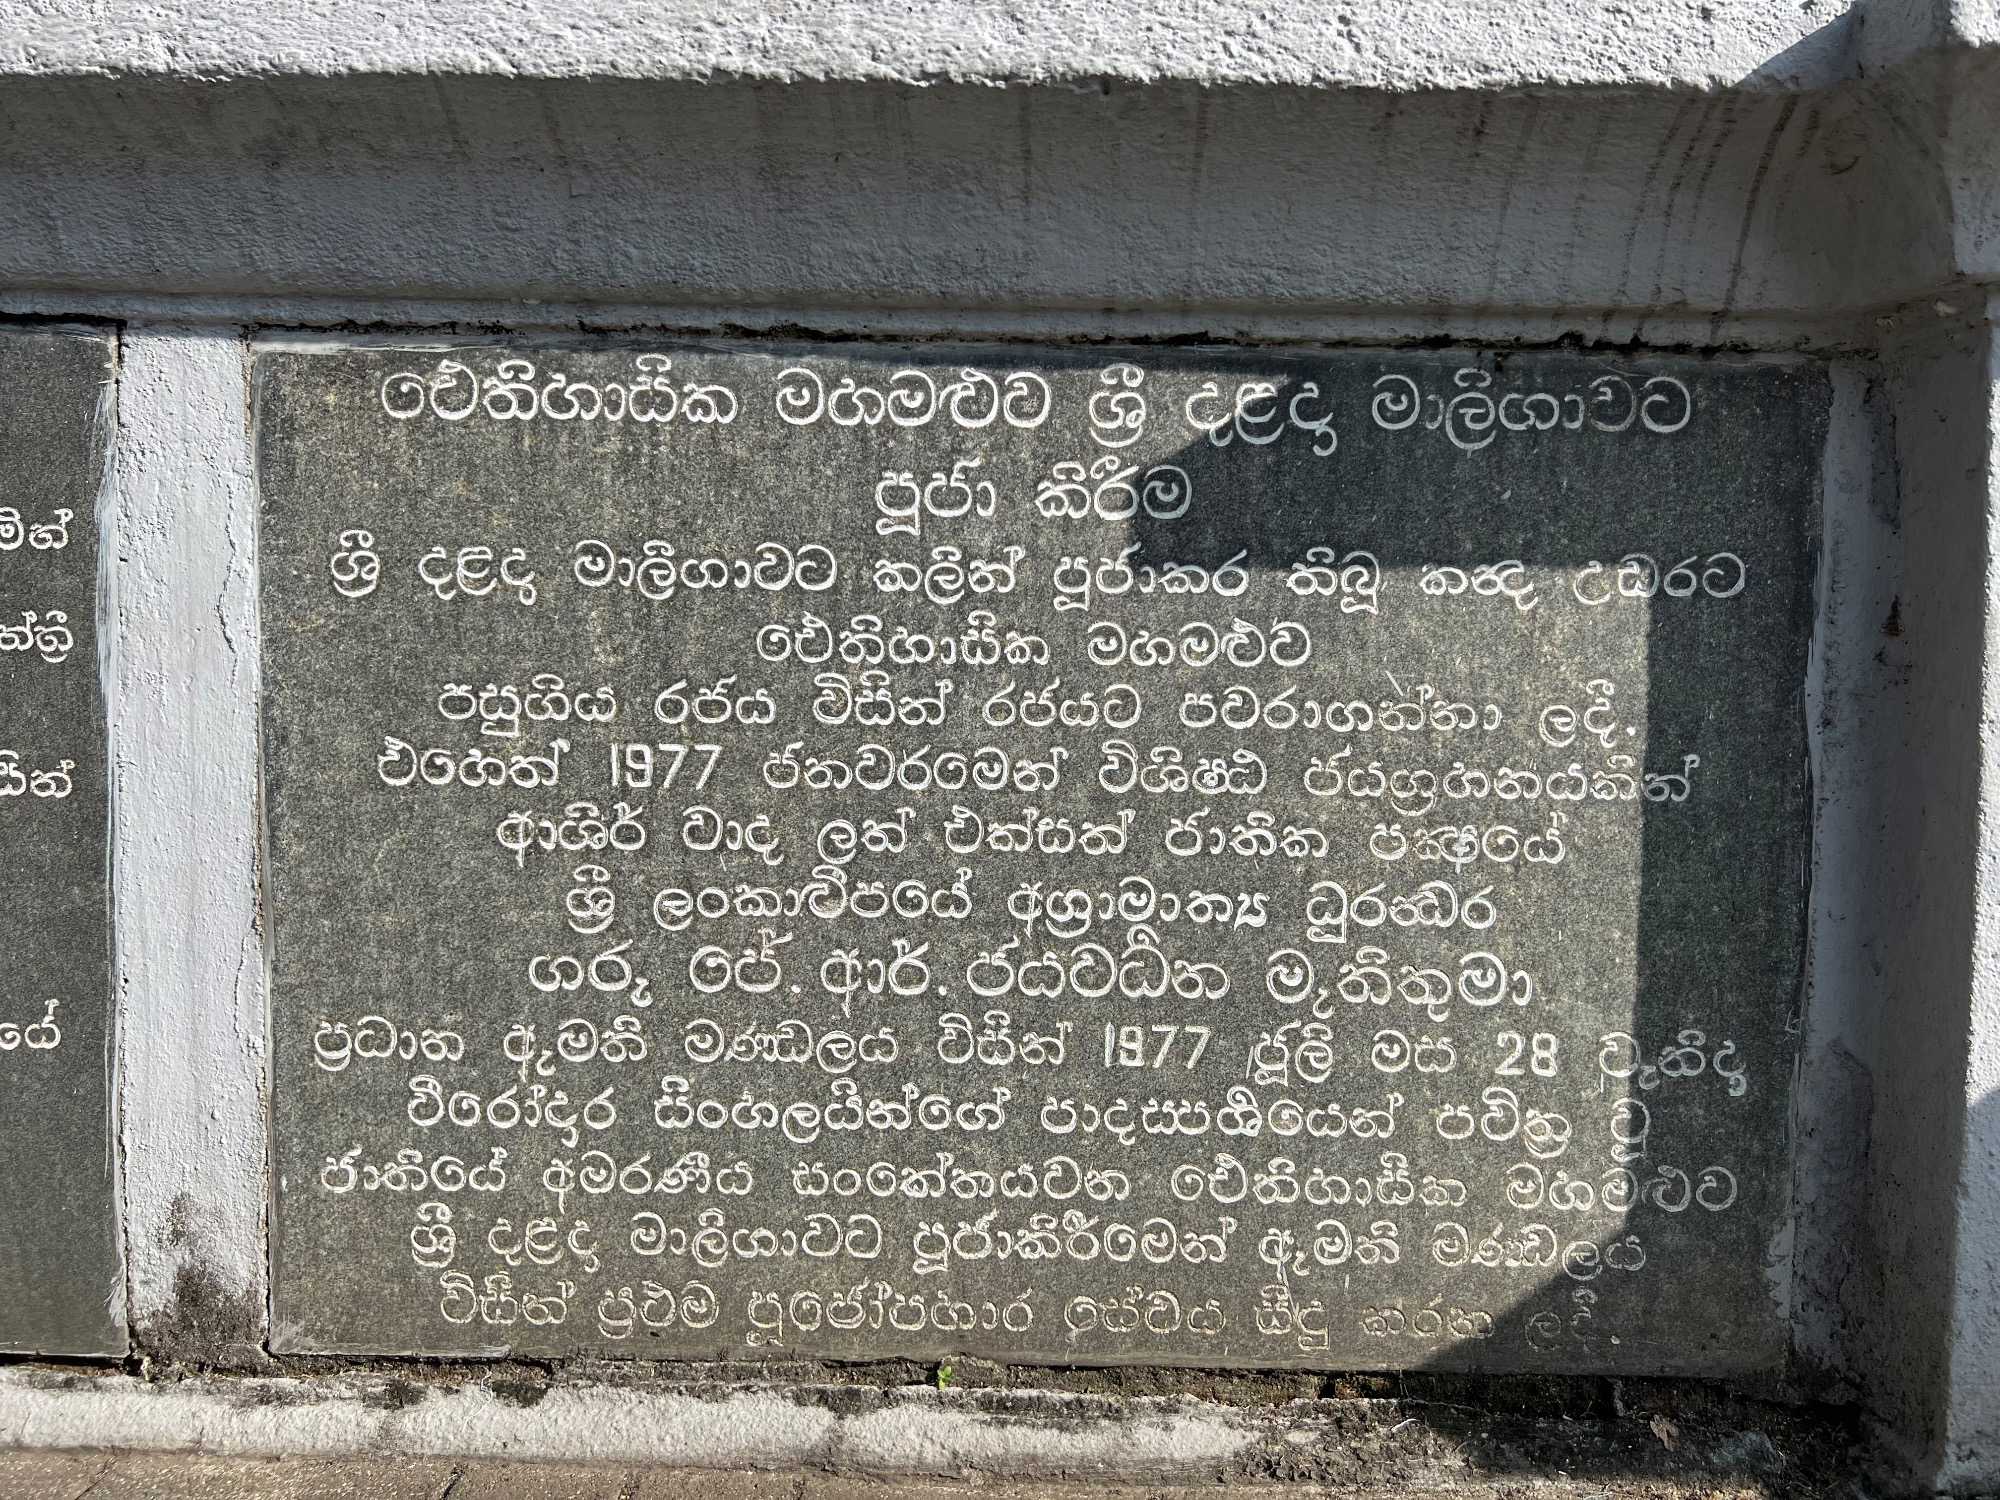 ඓතිහාසික මහමළුව ශ්‍රී දළදා මාලිගාවට
පූජා කිරීම
ශ්‍රී දළදා මාලිගාවට කලින් පූජාකර තිබූ කන්ද උඩරට
ඓතිහාසික මහමළුව
පසුගිය රජය විසින් රජයට පවරාගන්නා ලදී.
එහෙත් 1977 ජනවරමෙන් විශිෂ්ඨ ජයග්‍රහනයකින්
ආශිර් වාද ලත් එක්සත් ජාතික පක්‍ෂයේ
ශ්‍රී ලංකාද්වීපයේ අග්‍රාමාත්‍ය ධුරන්ධර
ගරු ජේ. ආර්. ජයවර්ධන මැතිතුමා
ප්‍රධාන ඇමති මණ්ඩලය විසින් 1977 ජූලි මස 28 වැනිදා
වීරෝදාර සිංහලයින්ගේ පාදස්පර්ශයෙන් පවිත්‍ර වූ
ජාතියේ අමරණීය සංකේතයවන ඓතිහාසික මහමළුව
ශ්‍රී දළදා මාලිගාවට පූජාකිරීමෙන් ඇමති මණ්ඩලය
විසින් ප්‍රථම පූජෝපහාර සේවය සිදු කරන ලදී.
මින්
සින්
යේ